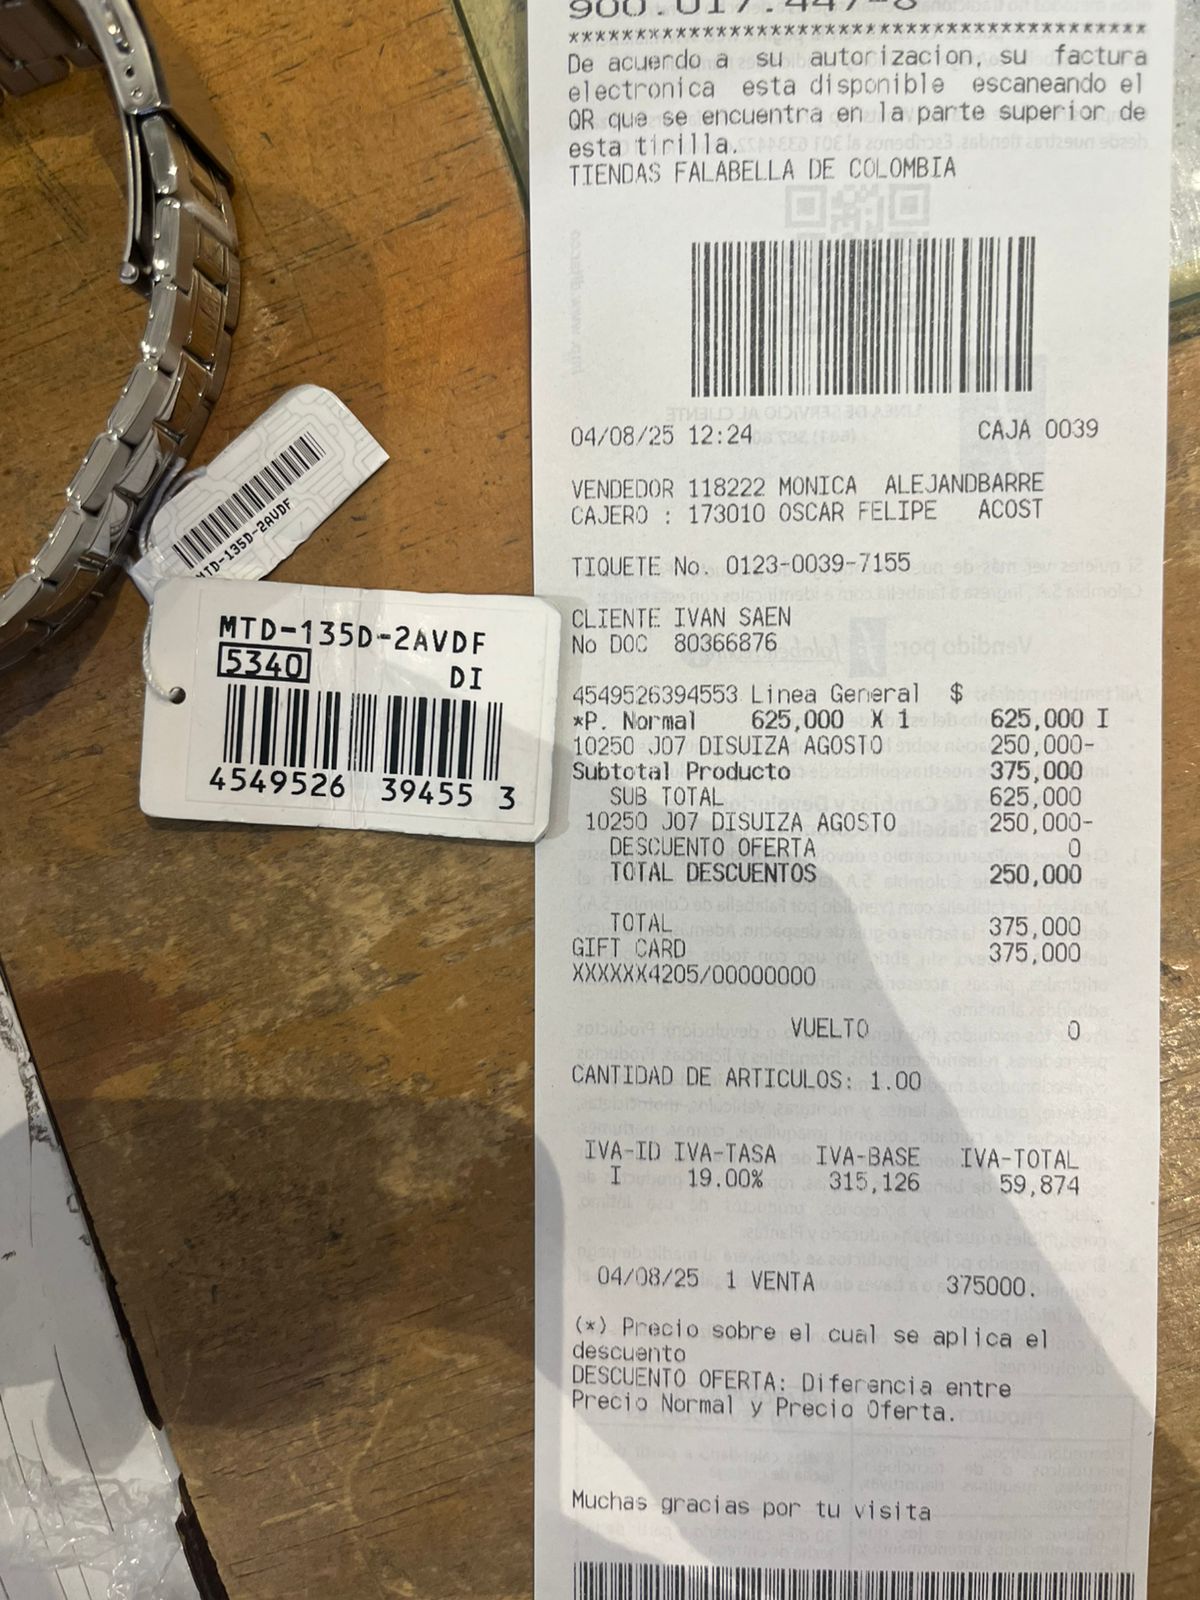 MTD-135D-2AVDF
MTD-135D-2AVDF
5340 DI
4549526 39455 3
900.017.447-8
****************************************
De acuerdo a su autorizacion, su factura
electronica esta disponible escaneando el
QR que se encuentra en la parte superior de
esta tirilla.
TIENDAS FALABELLA DE COLOMBIA
04/08/25 12:24 CAJA 0039
VENDEDOR 118222 MONICA ALEJANDBARRE
CAJERO : 173010 OSCAR FELIPE ACOST
TIQUETE No. 0123-0039-7155
CLIENTE IVAN SAEN
No DOC 80366876
4549526394553 Linea General $
*P. Normal 625,000 X 1 625,000 I
10250 J07 DISUIZA AGOSTO 250,000-
Subtotal Producto 375,000
SUB TOTAL 625,000
10250 J07 DISUIZA AGOSTO 250,000-
DESCUENTO OFERTA 0
TOTAL DESCUENTOS 250,000
TOTAL 375,000
GIFT CARD 375,000
XXXXXX4205/00000000
VUELTO 0
CANTIDAD DE ARTICULOS: 1.00
IVA-ID IVA-TASA IVA-BASE IVA-TOTAL
I 19.00% 315,126 59,874
04/08/25 1 VENTA 375000.
(*) Precio sobre el cual se aplica el
descuento
DESCUENTO OFERTA: Diferencia entre
Precio Normal y Precio Oferta.
Muchas gracias por tu visita